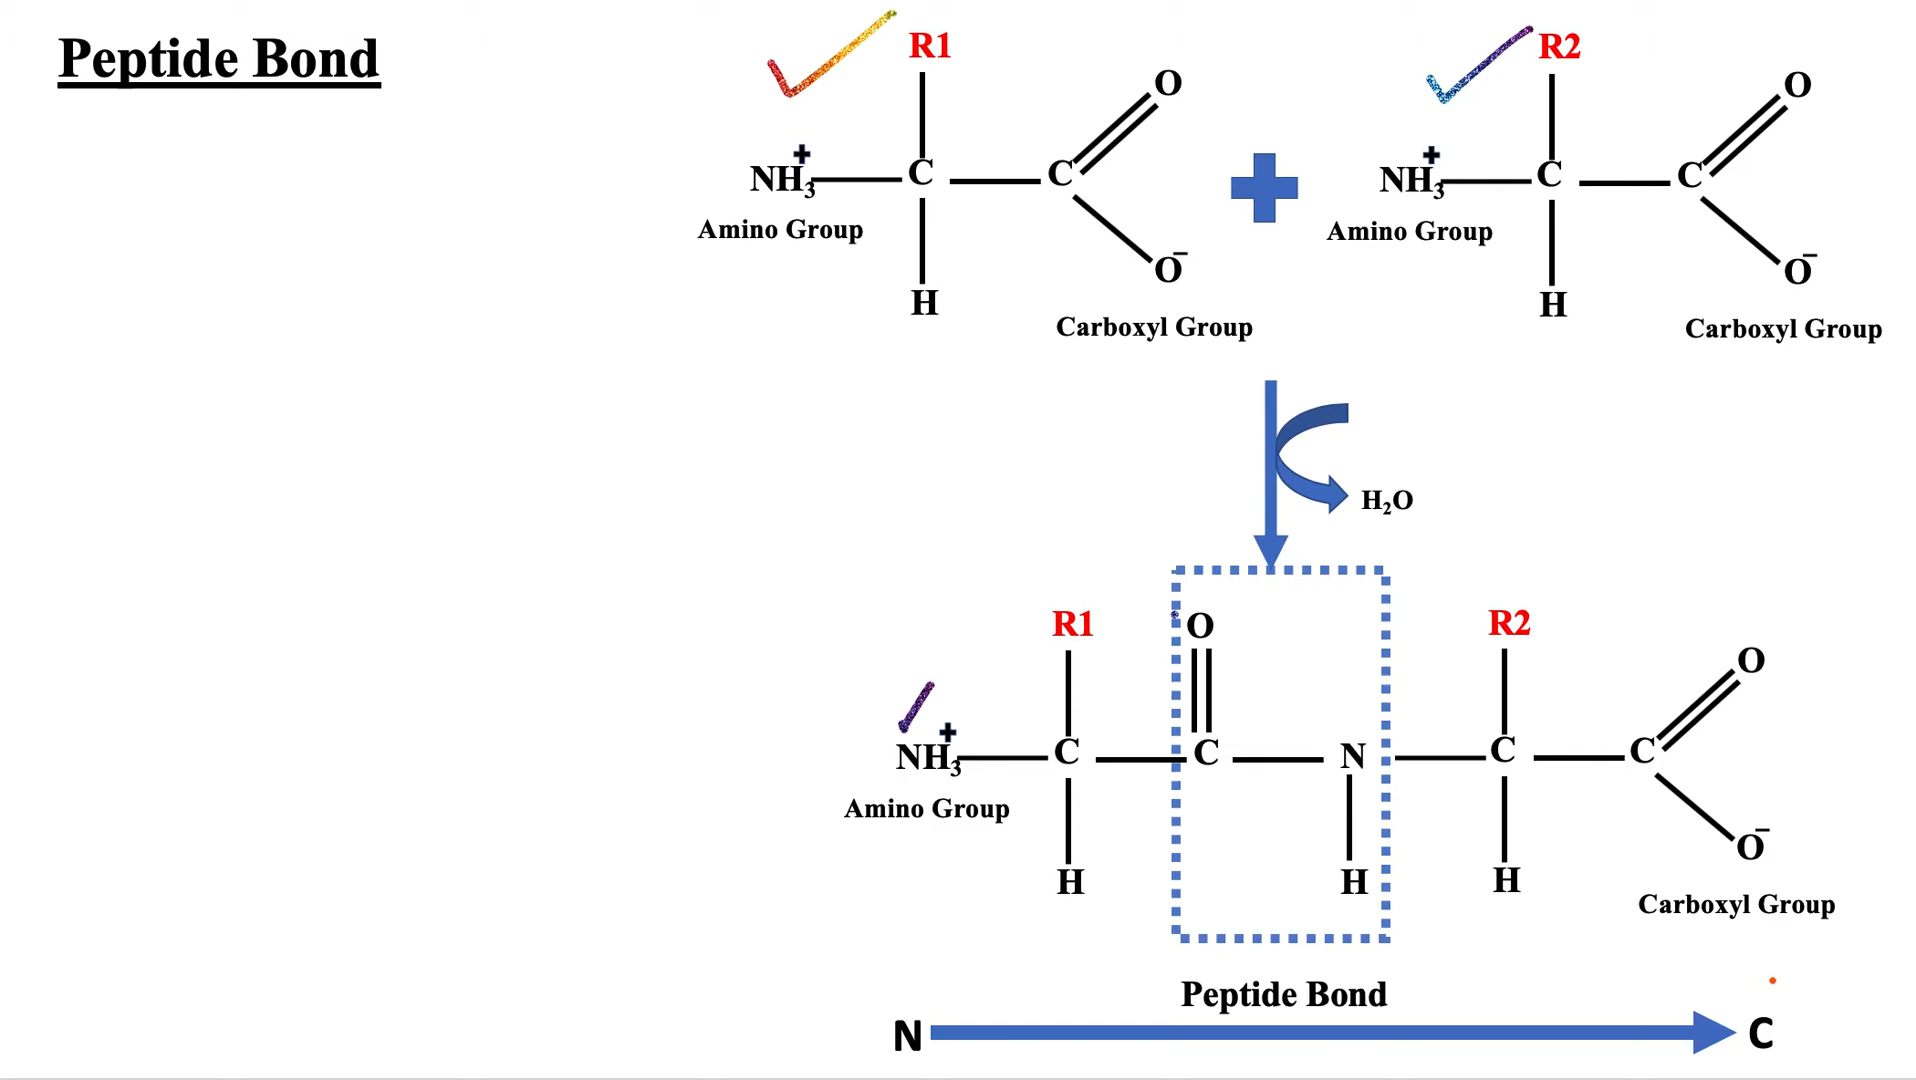 Peptide Bond
R1
R2
O
O
NH₃⁺
C
C
NH₃⁺
C
C
Amino Group
Amino Group
O⁻
O⁻
H
H
Carboxyl Group
Carboxyl Group
H₂O
R1
O
R2
O
NH₃⁺
C
C
N
C
C
Amino Group
O⁻
H
H
H
Carboxyl Group
Peptide Bond
N
C